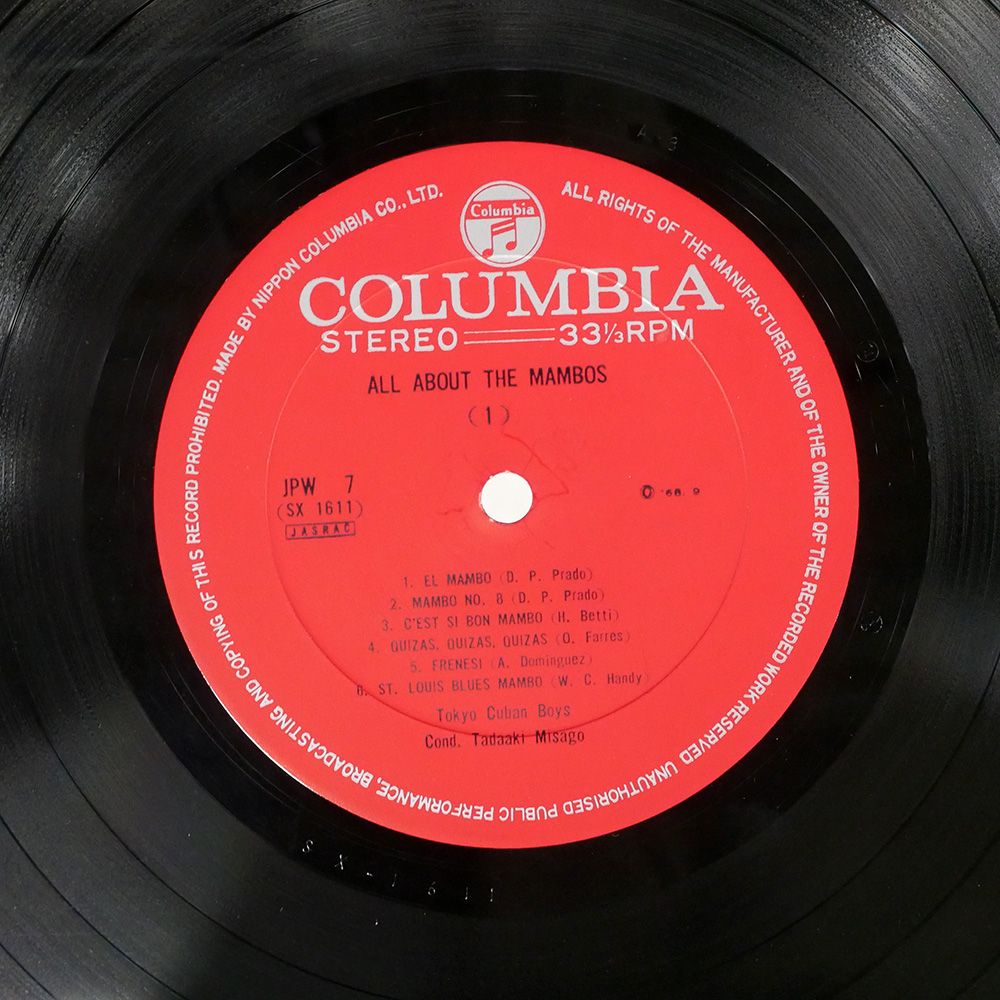 Columbia
COLUMBIA
STEREO 33⅓RPM
ALL ABOUT THE MAMBOS
(1)
JPW 7
(SX 1611)
JASRAC
Ⓟ '68. 9
1. EL MAMBO (D. P. Prado)
2. MAMBO NO. 8 (D. P. Prado)
3. C'EST SI BON MAMBO (H. Betti)
4. QUIZAS, QUIZAS, QUIZAS (O. Farres)
5. FRENESI (A. Dominguez)
6. ST. LOUIS BLUES MAMBO (W. C. Handy)
Tokyo Cuban Boys
Cond. Tadaaki Misago
ALL RIGHTS OF THE MANUFACTURER AND OF THE OWNER OF THE RECORDED WORK RESERVED UNAUTHORISED PUBLIC PERFORMANCE, BROADCASTING AND COPYING OF THIS RECORD PROHIBITED. MADE BY NIPPON COLUMBIA CO., LTD.
SX-1611